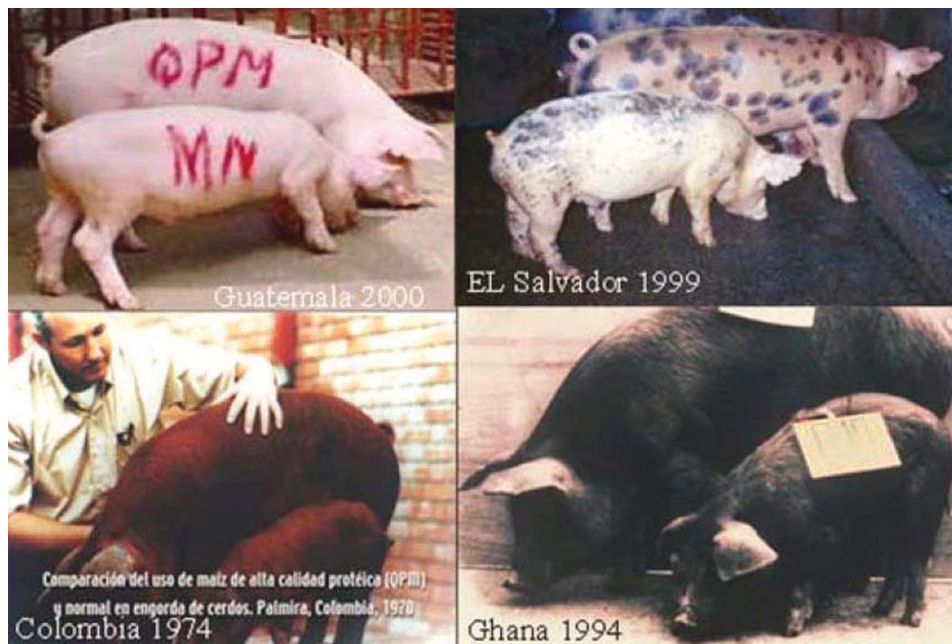 QPM
MN
Guatemala 2000
EL Salvador 1999
Comparación del uso de maíz de alta calidad protéica (QPM)
y normal en engorda de cerdos. Palmira, Colombia, 1970
Colombia 1974
Ghana 1994